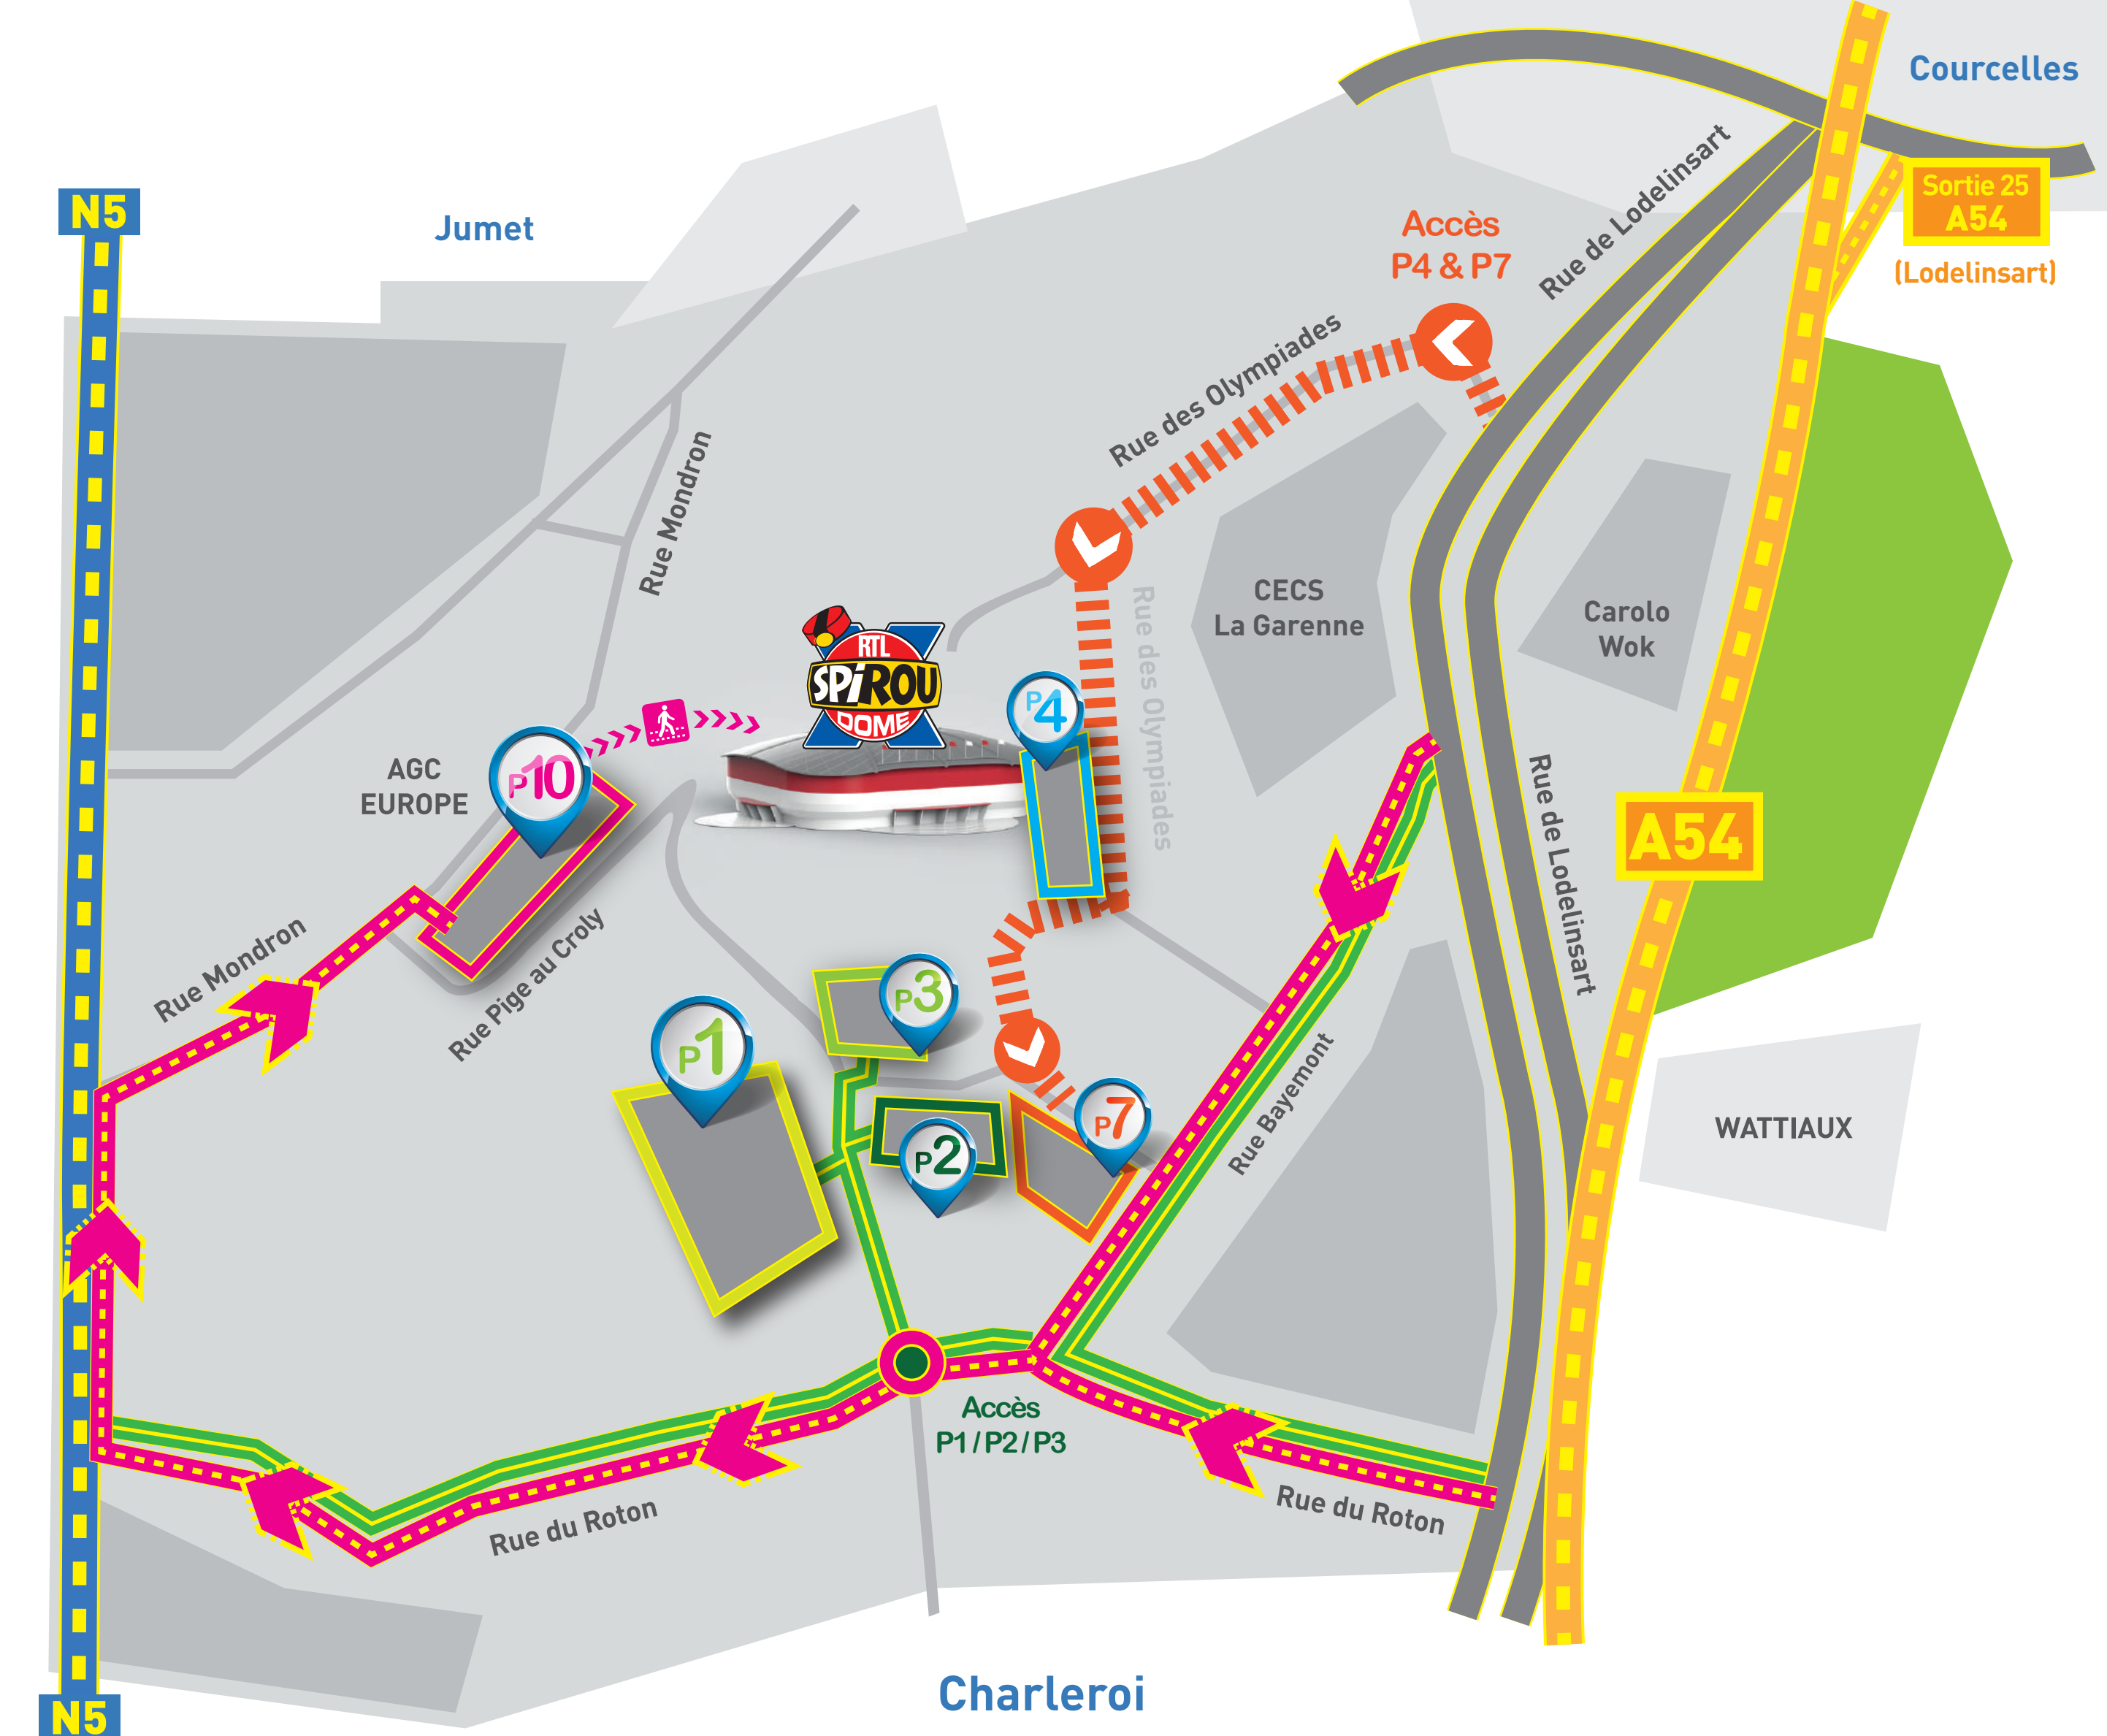 Courcelles
Sortie 25
A54
(Lodelinsart)
N5
Jumet
Accès
P4 & P7
Rue de Lodelinsart
Rue des Olympiades
Rue Mondron
CECS
La Garenne
Carolo
Wok
RTL
SPiROU
DOME
Rue des Olympiades
P4
AGC
EUROPE
P10
A54
Rue de Lodelinsart
Rue Mondron
Rue Pige au Croly
P3
P1
P2
P7
Rue Bayemont
WATTIAUX
Accès
P1/P2/P3
Rue du Roton
Rue du Roton
Charleroi
N5